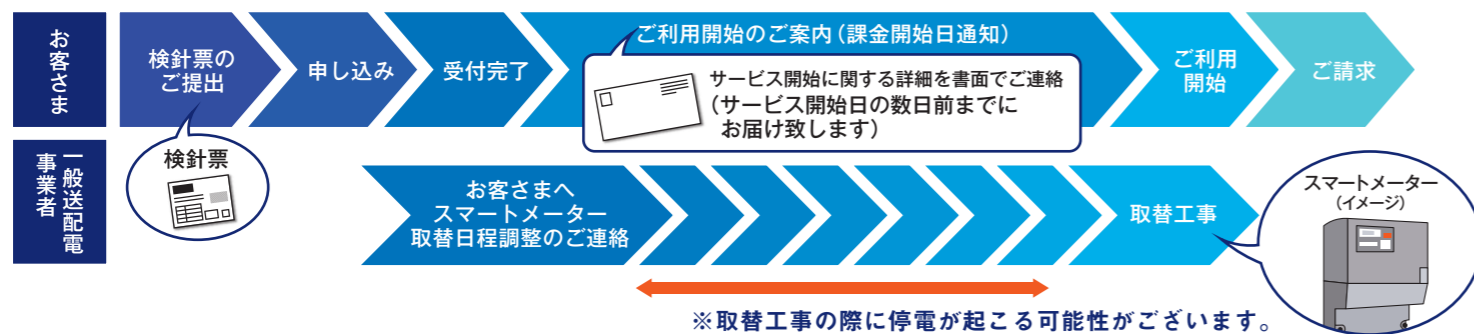 お客さま
検針票の
ご提出
申し込み
受付完了
ご利用開始のご案内（課金開始日通知）
サービス開始に関する詳細を書面でご連絡
（サービス開始日の数日前までに
お届け致します）
ご利用
開始
ご請求
検針票
一般送配電
事業者
お客さまへ
スマートメーター
取替日程調整のご連絡
取替工事
スマートメーター
（イメージ）
※取替工事の際に停電が起こる可能性がございます。